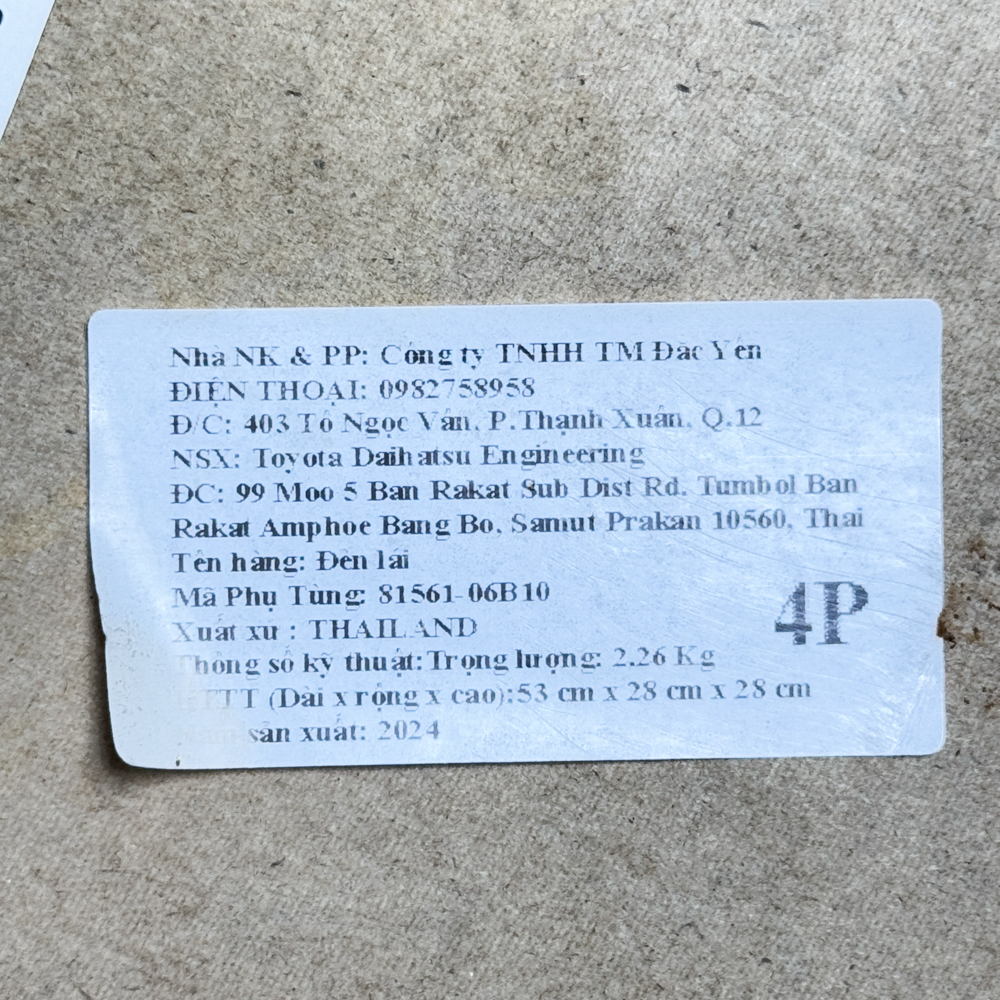 Nhà NK & PP: Công ty TNHH TM Đắc Yến
ĐIỆN THOẠI: 0982758958
Đ/C: 403 Tô Ngọc Vân, P.Thạnh Xuân, Q.12
NSX: Toyota Daihatsu Engineering
ĐC: 99 Moo 5 Ban Rakat Sub Dist Rd. Tumbol Ban
Rakat Amphoe Bang Bo, Samut Prakan 10560, Thai
Tên hàng: Đèn lái
Mã Phụ Tùng: 81561-06B10
4P
Xuất xứ : THAILAND
Thông số kỹ thuật:Trọng lượng: 2.26 Kg
(Dài x rộng x cao):53 cm x 28 cm x 28 cm
sản xuất: 2024